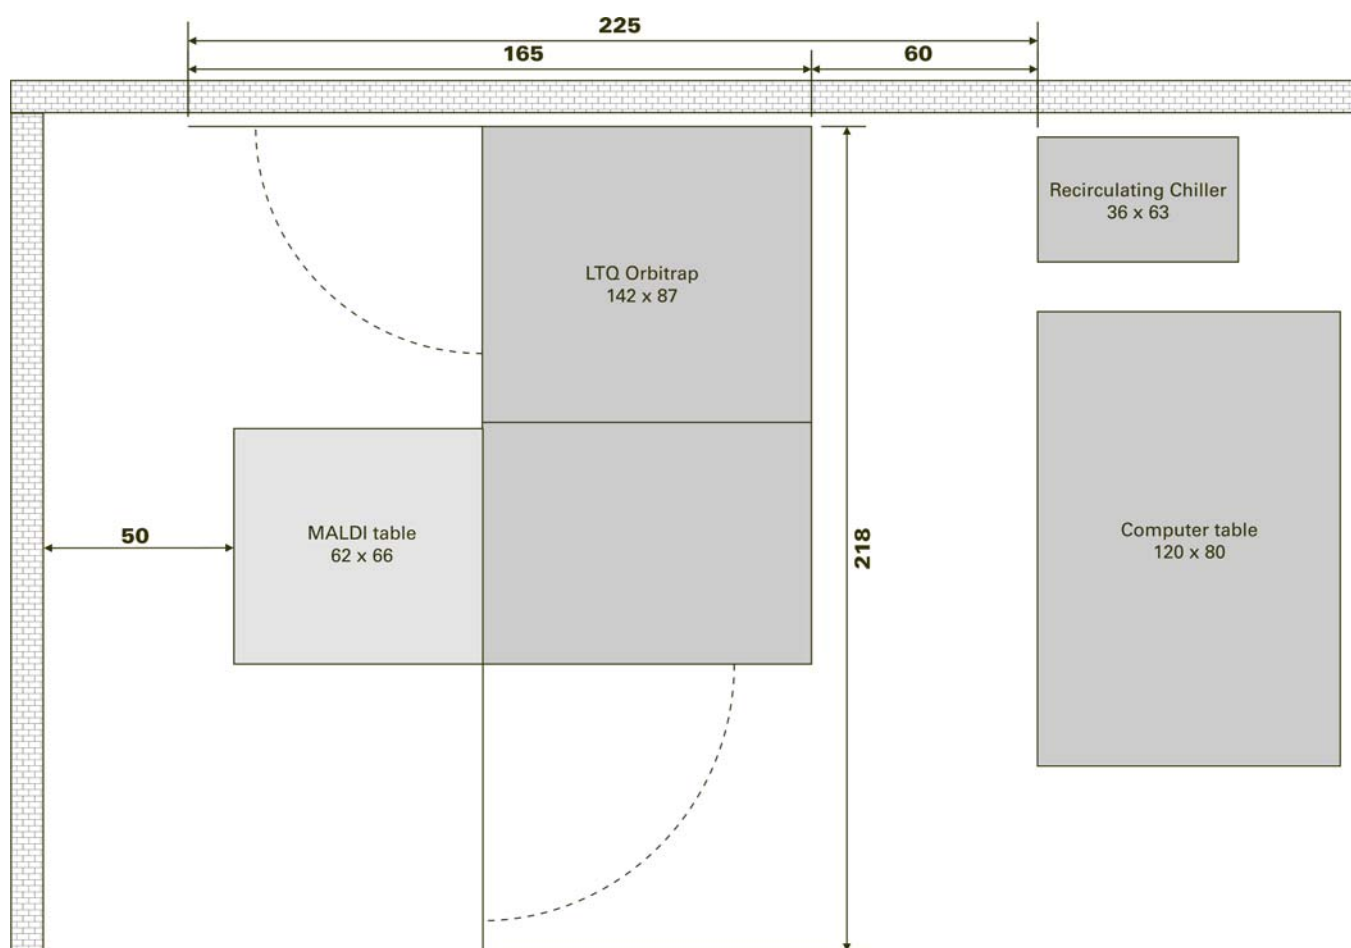 225
165
60
Recirculating Chiller
36 x 63
LTQ Orbitrap
142 x 87
50
MALDI table
62 x 66
218
Computer table
120 x 80